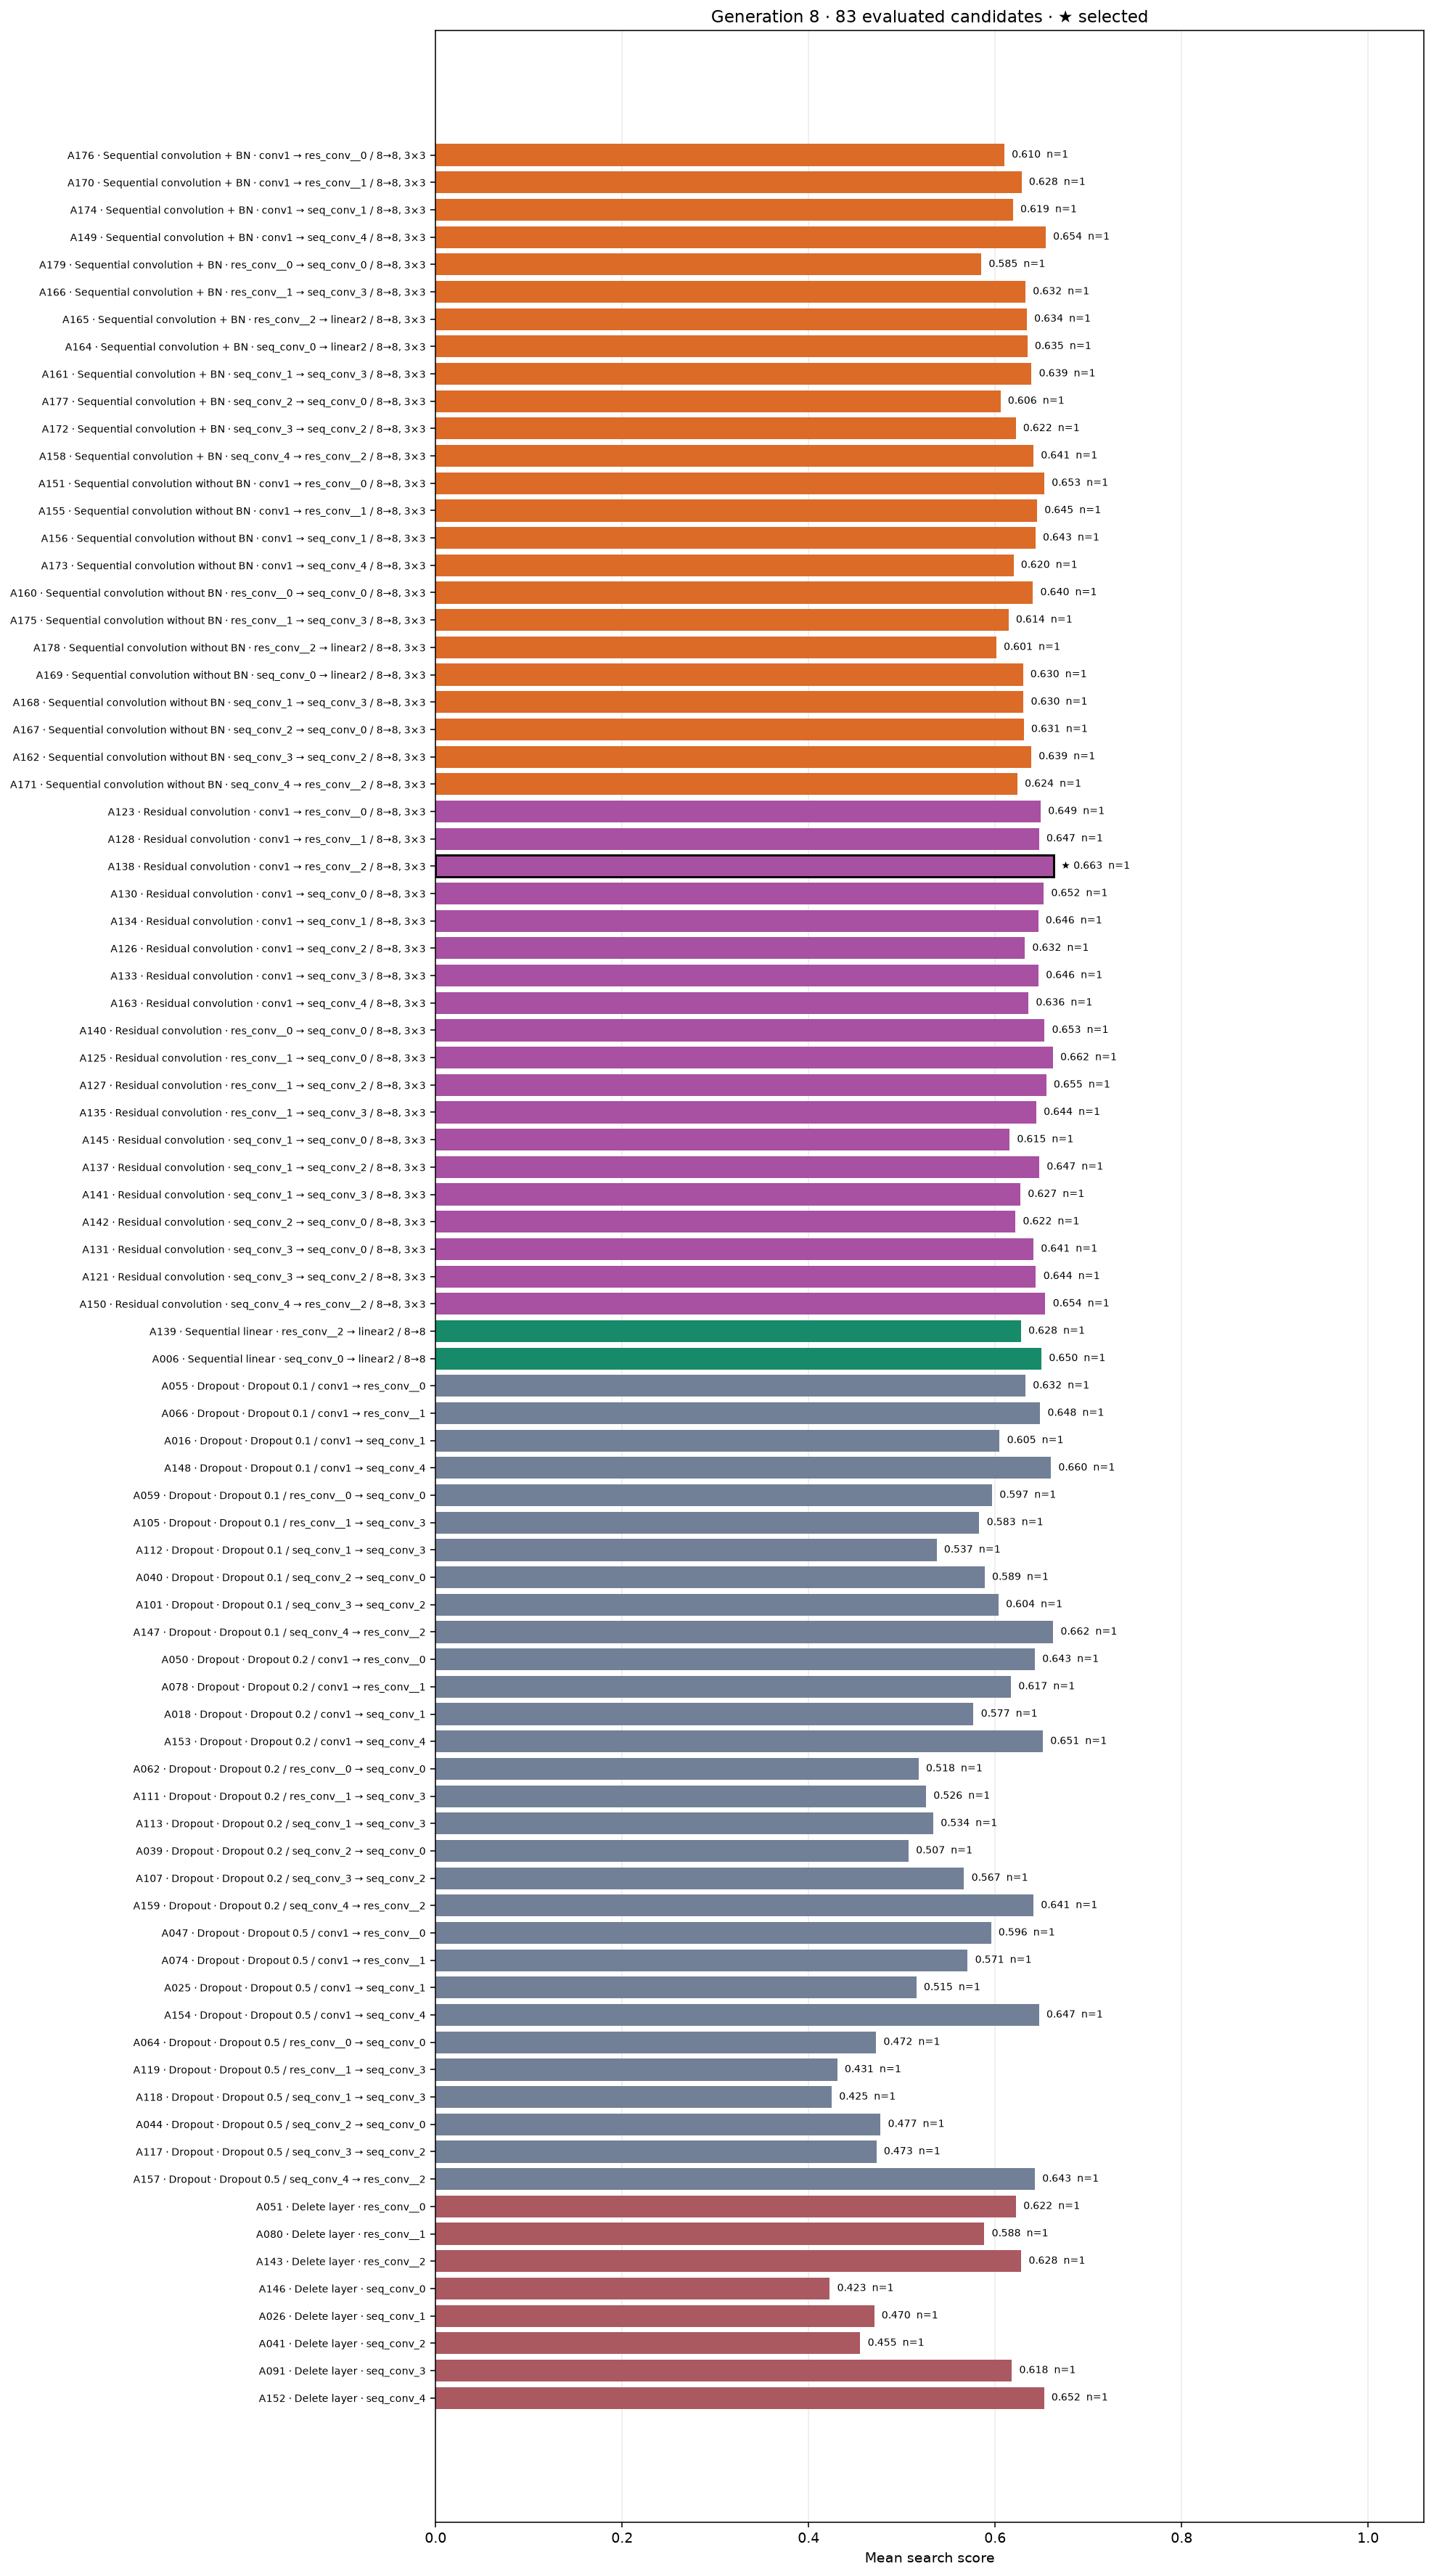 Generation 8 · 83 evaluated candidates · ★ selected
A176 · Sequential convolution + BN · conv1 → res_conv__0 / 8→8, 3×3 0.610 n=1
A170 · Sequential convolution + BN · conv1 → res_conv__1 / 8→8, 3×3 0.628 n=1
A174 · Sequential convolution + BN · conv1 → seq_conv_1 / 8→8, 3×3 0.619 n=1
A149 · Sequential convolution + BN · conv1 → seq_conv_4 / 8→8, 3×3 0.654 n=1
A179 · Sequential convolution + BN · res_conv__0 → seq_conv_0 / 8→8, 3×3 0.585 n=1
A166 · Sequential convolution + BN · res_conv__1 → seq_conv_3 / 8→8, 3×3 0.632 n=1
A165 · Sequential convolution + BN · res_conv__2 → linear2 / 8→8, 3×3 0.634 n=1
A164 · Sequential convolution + BN · seq_conv_0 → linear2 / 8→8, 3×3 0.635 n=1
A161 · Sequential convolution + BN · seq_conv_1 → seq_conv_3 / 8→8, 3×3 0.639 n=1
A177 · Sequential convolution + BN · seq_conv_2 → seq_conv_0 / 8→8, 3×3 0.606 n=1
A172 · Sequential convolution + BN · seq_conv_3 → seq_conv_2 / 8→8, 3×3 0.622 n=1
A158 · Sequential convolution + BN · seq_conv_4 → res_conv__2 / 8→8, 3×3 0.641 n=1
A151 · Sequential convolution without BN · conv1 → res_conv__0 / 8→8, 3×3 0.653 n=1
A155 · Sequential convolution without BN · conv1 → res_conv__1 / 8→8, 3×3 0.645 n=1
A156 · Sequential convolution without BN · conv1 → seq_conv_1 / 8→8, 3×3 0.643 n=1
A173 · Sequential convolution without BN · conv1 → seq_conv_4 / 8→8, 3×3 0.620 n=1
A160 · Sequential convolution without BN · res_conv__0 → seq_conv_0 / 8→8, 3×3 0.640 n=1
A175 · Sequential convolution without BN · res_conv__1 → seq_conv_3 / 8→8, 3×3 0.614 n=1
A178 · Sequential convolution without BN · res_conv__2 → linear2 / 8→8, 3×3 0.601 n=1
A169 · Sequential convolution without BN · seq_conv_0 → linear2 / 8→8, 3×3 0.630 n=1
A168 · Sequential convolution without BN · seq_conv_1 → seq_conv_3 / 8→8, 3×3 0.630 n=1
A167 · Sequential convolution without BN · seq_conv_2 → seq_conv_0 / 8→8, 3×3 0.631 n=1
A162 · Sequential convolution without BN · seq_conv_3 → seq_conv_2 / 8→8, 3×3 0.639 n=1
A171 · Sequential convolution without BN · seq_conv_4 → res_conv__2 / 8→8, 3×3 0.624 n=1
A123 · Residual convolution · conv1 → res_conv__0 / 8→8, 3×3 0.649 n=1
A128 · Residual convolution · conv1 → res_conv__1 / 8→8, 3×3 0.647 n=1
A138 · Residual convolution · conv1 → res_conv__2 / 8→8, 3×3 ★ 0.663 n=1
A130 · Residual convolution · conv1 → seq_conv_0 / 8→8, 3×3 0.652 n=1
A134 · Residual convolution · conv1 → seq_conv_1 / 8→8, 3×3 0.646 n=1
A126 · Residual convolution · conv1 → seq_conv_2 / 8→8, 3×3 0.632 n=1
A133 · Residual convolution · conv1 → seq_conv_3 / 8→8, 3×3 0.646 n=1
A163 · Residual convolution · conv1 → seq_conv_4 / 8→8, 3×3 0.636 n=1
A140 · Residual convolution · res_conv__0 → seq_conv_0 / 8→8, 3×3 0.653 n=1
A125 · Residual convolution · res_conv__1 → seq_conv_0 / 8→8, 3×3 0.662 n=1
A127 · Residual convolution · res_conv__1 → seq_conv_2 / 8→8, 3×3 0.655 n=1
A135 · Residual convolution · res_conv__1 → seq_conv_3 / 8→8, 3×3 0.644 n=1
A145 · Residual convolution · seq_conv_1 → seq_conv_0 / 8→8, 3×3 0.615 n=1
A137 · Residual convolution · seq_conv_1 → seq_conv_2 / 8→8, 3×3 0.647 n=1
A141 · Residual convolution · seq_conv_1 → seq_conv_3 / 8→8, 3×3 0.627 n=1
A142 · Residual convolution · seq_conv_2 → seq_conv_0 / 8→8, 3×3 0.622 n=1
A131 · Residual convolution · seq_conv_3 → seq_conv_0 / 8→8, 3×3 0.641 n=1
A121 · Residual convolution · seq_conv_3 → seq_conv_2 / 8→8, 3×3 0.644 n=1
A150 · Residual convolution · seq_conv_4 → res_conv__2 / 8→8, 3×3 0.654 n=1
A139 · Sequential linear · res_conv__2 → linear2 / 8→8 0.628 n=1
A006 · Sequential linear · seq_conv_0 → linear2 / 8→8 0.650 n=1
A055 · Dropout · Dropout 0.1 / conv1 → res_conv__0 0.632 n=1
A066 · Dropout · Dropout 0.1 / conv1 → res_conv__1 0.648 n=1
A016 · Dropout · Dropout 0.1 / conv1 → seq_conv_1 0.605 n=1
A148 · Dropout · Dropout 0.1 / conv1 → seq_conv_4 0.660 n=1
A059 · Dropout · Dropout 0.1 / res_conv__0 → seq_conv_0 0.597 n=1
A105 · Dropout · Dropout 0.1 / res_conv__1 → seq_conv_3 0.583 n=1
A112 · Dropout · Dropout 0.1 / seq_conv_1 → seq_conv_3 0.537 n=1
A040 · Dropout · Dropout 0.1 / seq_conv_2 → seq_conv_0 0.589 n=1
A101 · Dropout · Dropout 0.1 / seq_conv_3 → seq_conv_2 0.604 n=1
A147 · Dropout · Dropout 0.1 / seq_conv_4 → res_conv__2 0.662 n=1
A050 · Dropout · Dropout 0.2 / conv1 → res_conv__0 0.643 n=1
A078 · Dropout · Dropout 0.2 / conv1 → res_conv__1 0.617 n=1
A018 · Dropout · Dropout 0.2 / conv1 → seq_conv_1 0.577 n=1
A153 · Dropout · Dropout 0.2 / conv1 → seq_conv_4 0.651 n=1
A062 · Dropout · Dropout 0.2 / res_conv__0 → seq_conv_0 0.518 n=1
A111 · Dropout · Dropout 0.2 / res_conv__1 → seq_conv_3 0.526 n=1
A113 · Dropout · Dropout 0.2 / seq_conv_1 → seq_conv_3 0.534 n=1
A039 · Dropout · Dropout 0.2 / seq_conv_2 → seq_conv_0 0.507 n=1
A107 · Dropout · Dropout 0.2 / seq_conv_3 → seq_conv_2 0.567 n=1
A159 · Dropout · Dropout 0.2 / seq_conv_4 → res_conv__2 0.641 n=1
A047 · Dropout · Dropout 0.5 / conv1 → res_conv__0 0.596 n=1
A074 · Dropout · Dropout 0.5 / conv1 → res_conv__1 0.571 n=1
A025 · Dropout · Dropout 0.5 / conv1 → seq_conv_1 0.515 n=1
A154 · Dropout · Dropout 0.5 / conv1 → seq_conv_4 0.647 n=1
A064 · Dropout · Dropout 0.5 / res_conv__0 → seq_conv_0 0.472 n=1
A119 · Dropout · Dropout 0.5 / res_conv__1 → seq_conv_3 0.431 n=1
A118 · Dropout · Dropout 0.5 / seq_conv_1 → seq_conv_3 0.425 n=1
A044 · Dropout · Dropout 0.5 / seq_conv_2 → seq_conv_0 0.477 n=1
A117 · Dropout · Dropout 0.5 / seq_conv_3 → seq_conv_2 0.473 n=1
A157 · Dropout · Dropout 0.5 / seq_conv_4 → res_conv__2 0.643 n=1
A051 · Delete layer · res_conv__0 0.622 n=1
A080 · Delete layer · res_conv__1 0.588 n=1
A143 · Delete layer · res_conv__2 0.628 n=1
A146 · Delete layer · seq_conv_0 0.423 n=1
A026 · Delete layer · seq_conv_1 0.470 n=1
A041 · Delete layer · seq_conv_2 0.455 n=1
A091 · Delete layer · seq_conv_3 0.618 n=1
A152 · Delete layer · seq_conv_4 0.652 n=1
0.0 0.2 0.4 0.6 0.8 1.0
Mean search score